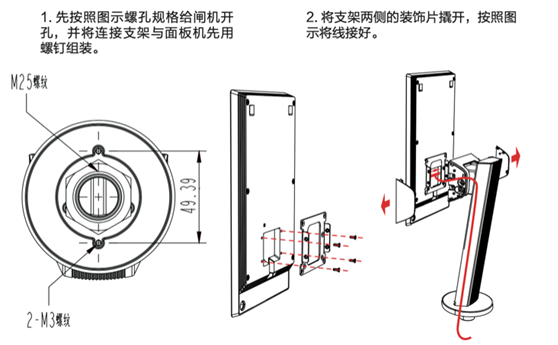 1. 先按照图示螺孔规格给闸机开
孔，并将连接支架与面板机先用
螺钉组装。
2. 将支架两侧的装饰片撬开，按照图
示将线接好。
M25螺纹
49.39
2-M3螺纹